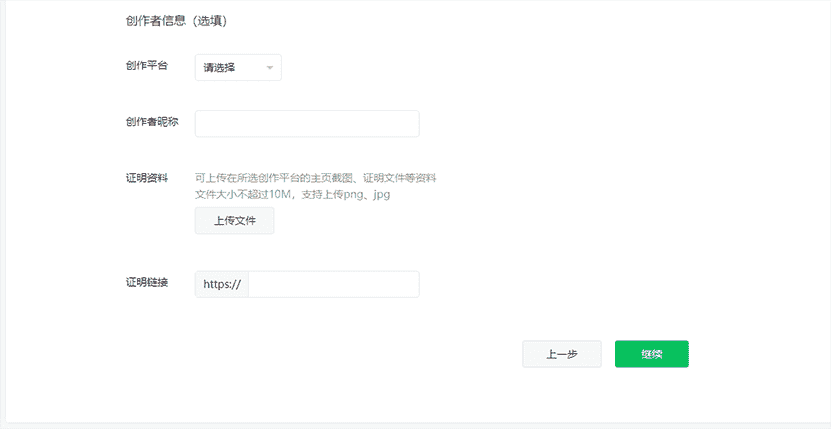 创作者信息（选填）
创作平台
请选择
创作者昵称
证明资料
可上传在所选创作平台的主页截图、证明文件等资料
文件大小不超过10M，支持上传png、jpg
上传文件
证明链接
https://
上一步
继续